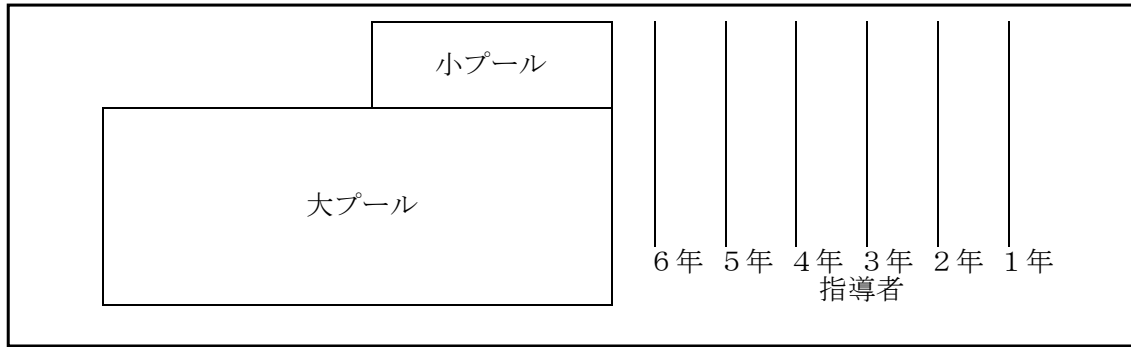 小プール
大プール
６年 ５年 ４年 ３年 ２年 １年
指導者